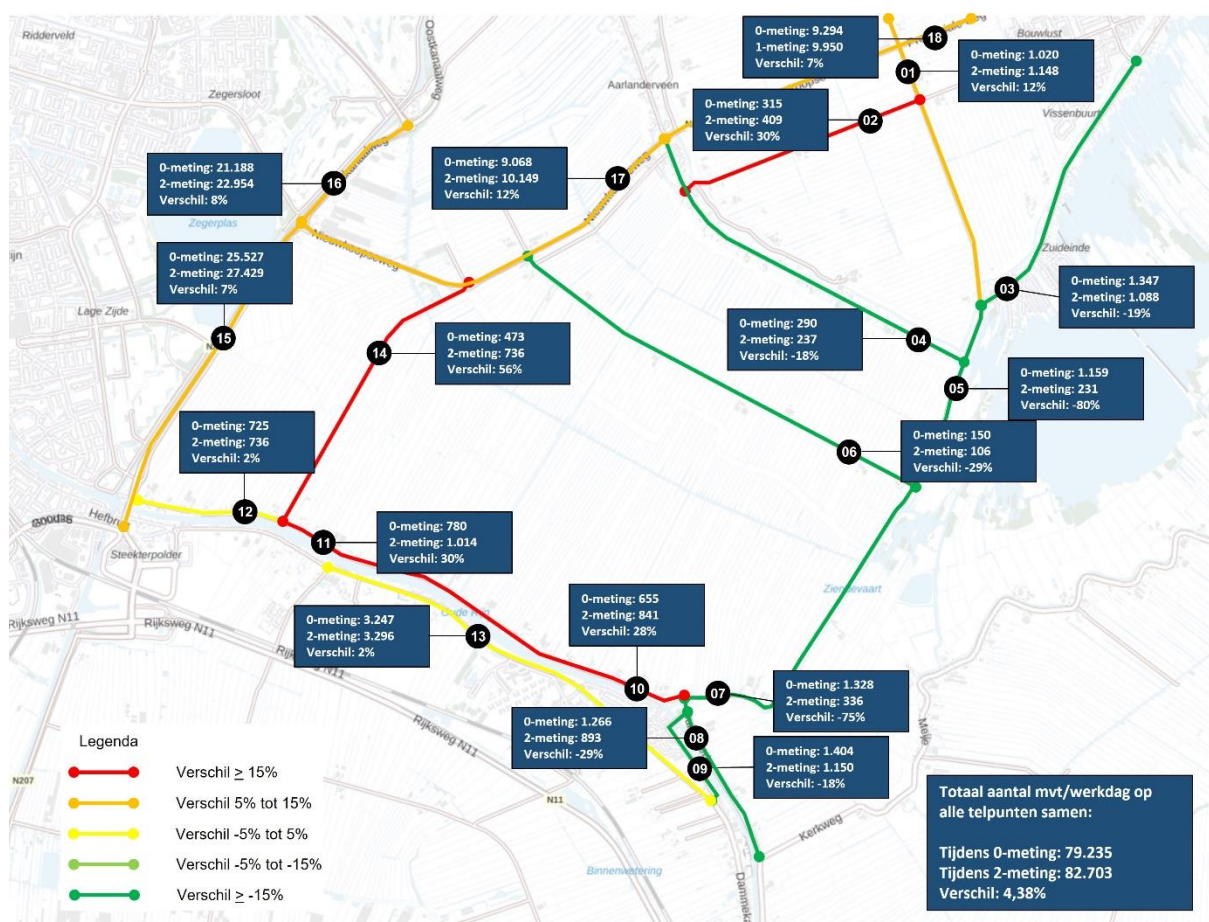 Ridderveld
Oostkanaalweg
Zegersloot
Aarlanderveen
Bouwlust
Vissenbuurt
Zuideinde
Zegerplas
Nieuwkoopseweg
Lage Zijde
Steekterpolder
Rijksweg N11
Rijksweg N11
Rijksweg N11
Oude Rijn
Ziendevaart
Meije
Kerkweg
Binnenwetering
N207
N11
0-meting: 9.294
1-meting: 9.950
Verschil: 7%
18
01
0-meting: 1.020
2-meting: 1.148
Verschil: 12%
0-meting: 315
2-meting: 409
Verschil: 30%
02
0-meting: 21.188
2-meting: 22.954
Verschil: 8%
16
0-meting: 9.068
2-meting: 10.149
Verschil: 12%
17
0-meting: 25.527
2-meting: 27.429
Verschil: 7%
15
03
0-meting: 1.347
2-meting: 1.088
Verschil: -19%
0-meting: 290
2-meting: 237
Verschil: -18%
04
14
0-meting: 473
2-meting: 736
Verschil: 56%
05
0-meting: 1.159
2-meting: 231
Verschil: -80%
0-meting: 725
2-meting: 736
Verschil: 2%
12
06
0-meting: 150
2-meting: 106
Verschil: -29%
11
0-meting: 780
2-meting: 1.014
Verschil: 30%
0-meting: 3.247
2-meting: 3.296
Verschil: 2%
13
0-meting: 655
2-meting: 841
Verschil: 28%
10
07
0-meting: 1.328
2-meting: 336
Verschil: -75%
0-meting: 1.266
2-meting: 893
Verschil: -29%
08
09
0-meting: 1.404
2-meting: 1.150
Verschil: -18%
Legenda
Verschil ≥ 15%
Verschil 5% tot 15%
Verschil -5% tot 5%
Verschil -5% tot -15%
Verschil ≥ -15%
Totaal aantal mvt/werkdag op
alle telpunten samen:
Tijdens 0-meting: 79.235
Tijdens 2-meting: 82.703
Verschil: 4,38%